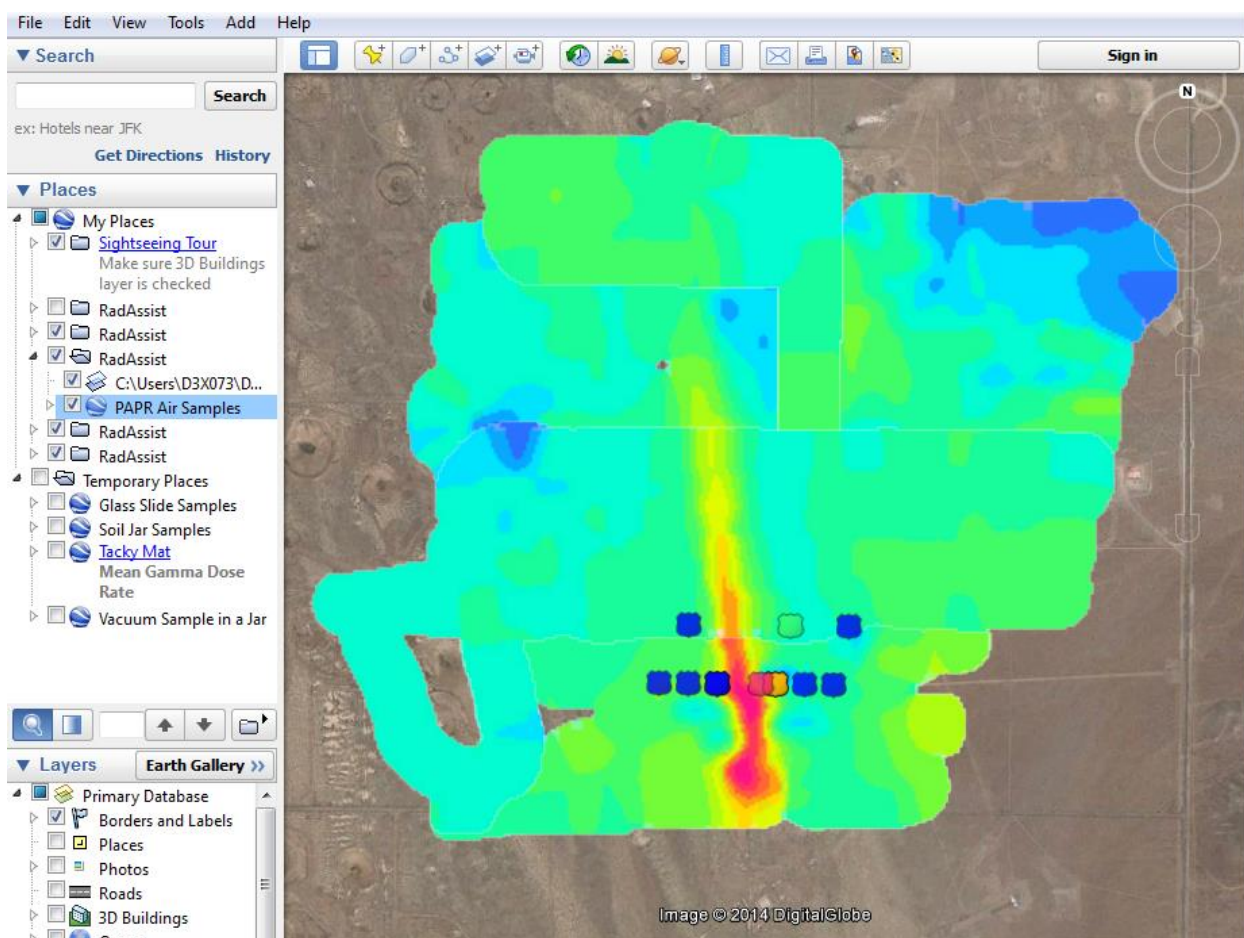 File Edit View Tools Add Help
Search
Search
ex: Hotels near JFK
Get Directions History
Places
My Places
Sightseeing Tour
Make sure 3D Buildings
layer is checked
RadAssist
RadAssist
RadAssist
C:\Users\D3X073\D...
PAPR Air Samples
RadAssist
RadAssist
Temporary Places
Glass Slide Samples
Soil Jar Samples
Tacky Mat
Mean Gamma Dose
Rate
Vacuum Sample in a Jar
Layers
Earth Gallery >>
Primary Database
Borders and Labels
Places
Photos
Roads
3D Buildings
Sign in
N
Image © 2014 DigitalGlobe